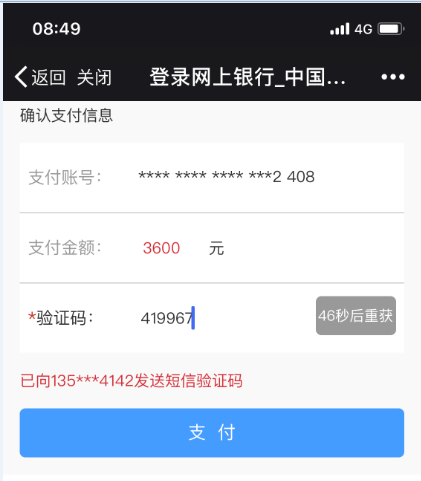 08:49 4G
返回 关闭 登录网上银行_中国... •••
确认支付信息
支付账号： **** **** **** ***2 408
支付金额： 3600 元
*验证码： 419967 46秒后重获
已向135***4142发送短信验证码
支 付